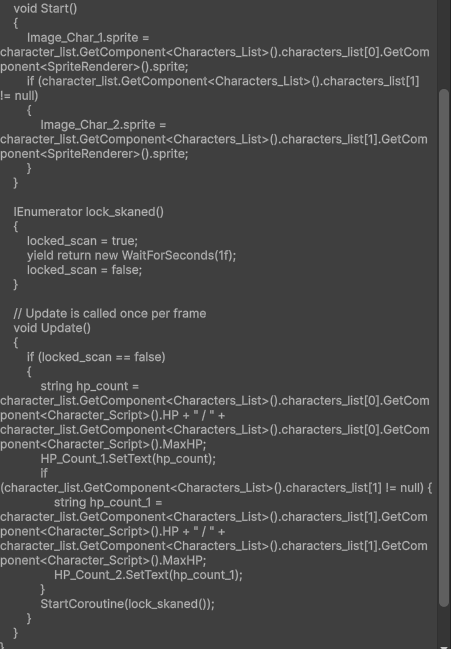 void Start()
{
Image_Char_1.sprite =
character_list.GetComponent<Characters_List>().characters_list[0].GetCom
ponent<SpriteRenderer>().sprite;
if (character_list.GetComponent<Characters_List>().characters_list[1]
!= null)
{
Image_Char_2.sprite =
character_list.GetComponent<Characters_List>().characters_list[1].GetCom
ponent<SpriteRenderer>().sprite;
}
}
IEnumerator lock_skaned()
{
locked_scan = true;
yield return new WaitForSeconds(1f);
locked_scan = false;
}
// Update is called once per frame
void Update()
{
if (locked_scan == false)
{
string hp_count =
character_list.GetComponent<Characters_List>().characters_list[0].GetCom
ponent<Character_Script>().HP + " / " +
character_list.GetComponent<Characters_List>().characters_list[0].GetCom
ponent<Character_Script>().MaxHP;
HP_Count_1.SetText(hp_count);
if
(character_list.GetComponent<Characters_List>().characters_list[1] != null) {
string hp_count_1 =
character_list.GetComponent<Characters_List>().characters_list[1].GetCom
ponent<Character_Script>().HP + " / " +
character_list.GetComponent<Characters_List>().characters_list[1].GetCom
ponent<Character_Script>().MaxHP;
HP_Count_2.SetText(hp_count_1);
}
StartCoroutine(lock_skaned());
}
}
}